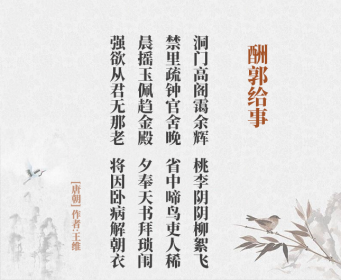 酬郭给事
洞门高阁霭余辉 桃李阴阴柳絮飞
禁里疏钟官舍晚 省中啼鸟吏人稀
晨摇玉佩趋金殿 夕奉天书拜琐闱
强欲从君无那老 将因卧病解朝衣
[唐朝] 作者·王维